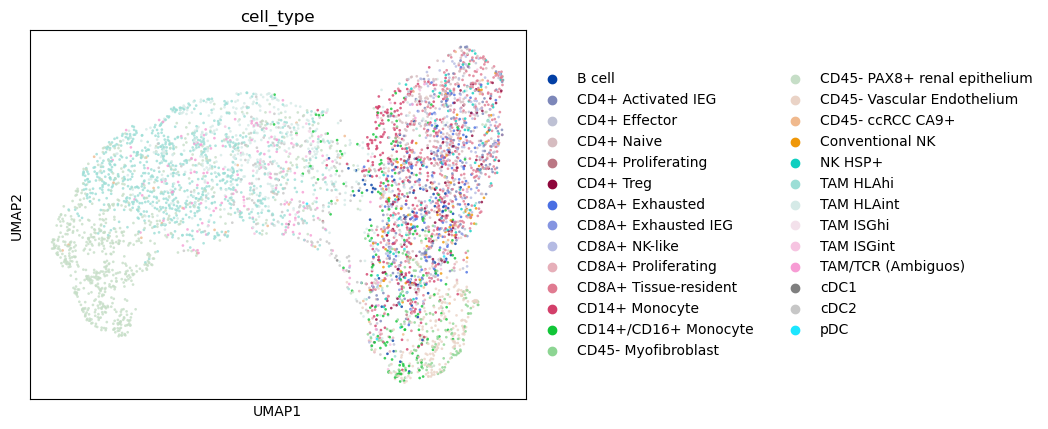 cell_type
UMAP2
UMAP1
B cell
CD4+ Activated IEG
CD4+ Effector
CD4+ Naive
CD4+ Proliferating
CD4+ Treg
CD8A+ Exhausted
CD8A+ Exhausted IEG
CD8A+ NK-like
CD8A+ Proliferating
CD8A+ Tissue-resident
CD14+ Monocyte
CD14+/CD16+ Monocyte
CD45- Myofibroblast
CD45- PAX8+ renal epithelium
CD45- Vascular Endothelium
CD45- ccRCC CA9+
Conventional NK
NK HSP+
TAM HLAhi
TAM HLAint
TAM ISGhi
TAM ISGint
TAM/TCR (Ambiguos)
cDC1
cDC2
pDC